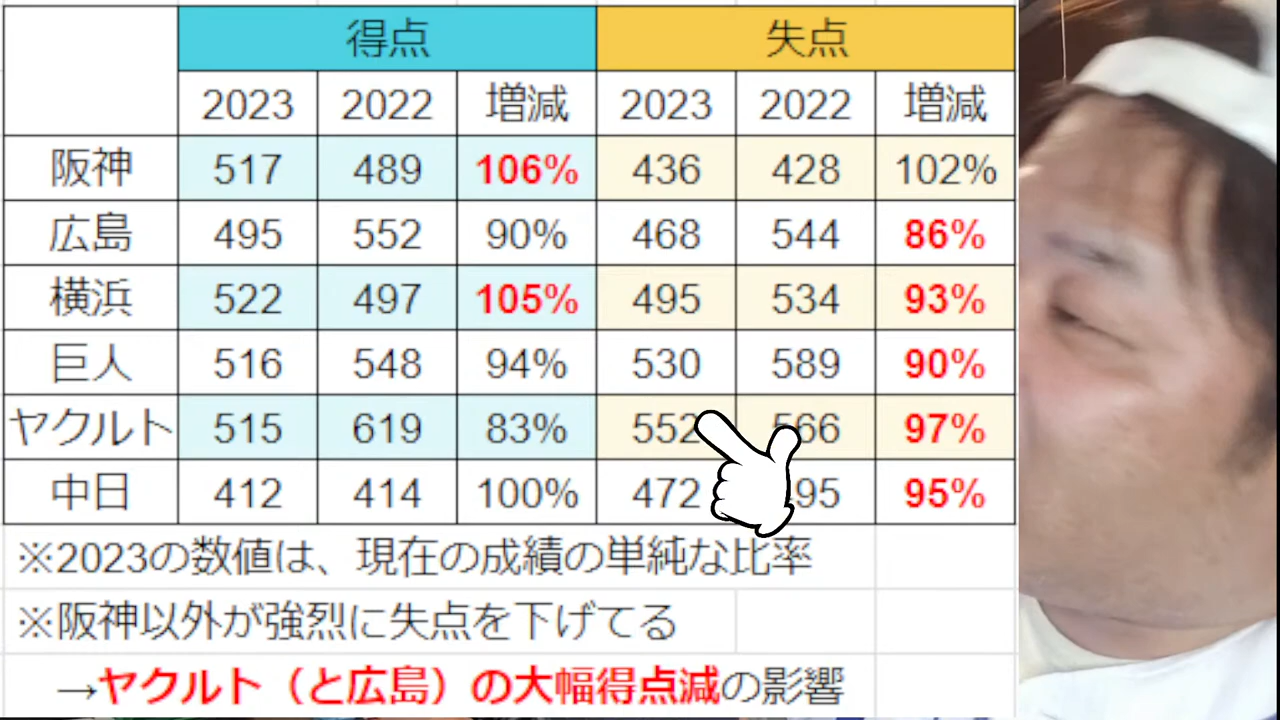 得点 失点
2023 2022 増減 2023 2022 増減
阪神 517 489 106% 436 428 102%
広島 495 552 90% 468 544 86%
横浜 522 497 105% 495 534 93%
巨人 516 548 94% 530 589 90%
ヤクルト 515 619 83% 552 566 97%
中日 412 414 100% 472 95 95%
※2023の数値は、現在の成績の単純な比率
※阪神以外が強烈に失点を下げてる
→ヤクルト（と広島）の大幅得点減の影響